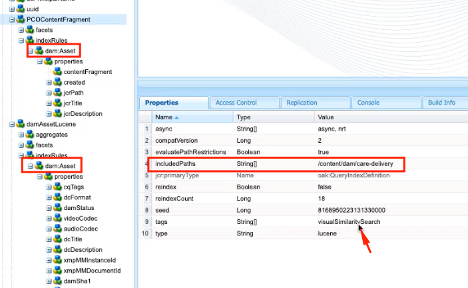 uuid
PCOContentFragment
facets
indexRules
dam:Asset
properties
contentFragment
created
jcrPath
jcrTitle
jcrDescription
damAssetLucene
aggregates
facets
indexRules
dam:Asset
properties
cqTags
dcFormat
damStatus
videoCodec
audioCodec
dcTitle
dcDescription
xmpMMInstanceId
xmpMMDocumentId
damSha1
Properties Access Control Replication Console Build Info
Name Type Value
1 async String[] async, nrt
2 compatVersion Long 2
3 evaluatePathRestrictions Boolean true
4 includedPaths String[] /content/dam/care-delivery
5 jcr:primaryType Name oak:QueryIndexDefinition
6 reindex Boolean false
7 reindexCount Long 18
8 seed Long 8168950223131330000
9 tags String[] visualSimilaritySearch
10 type String lucene